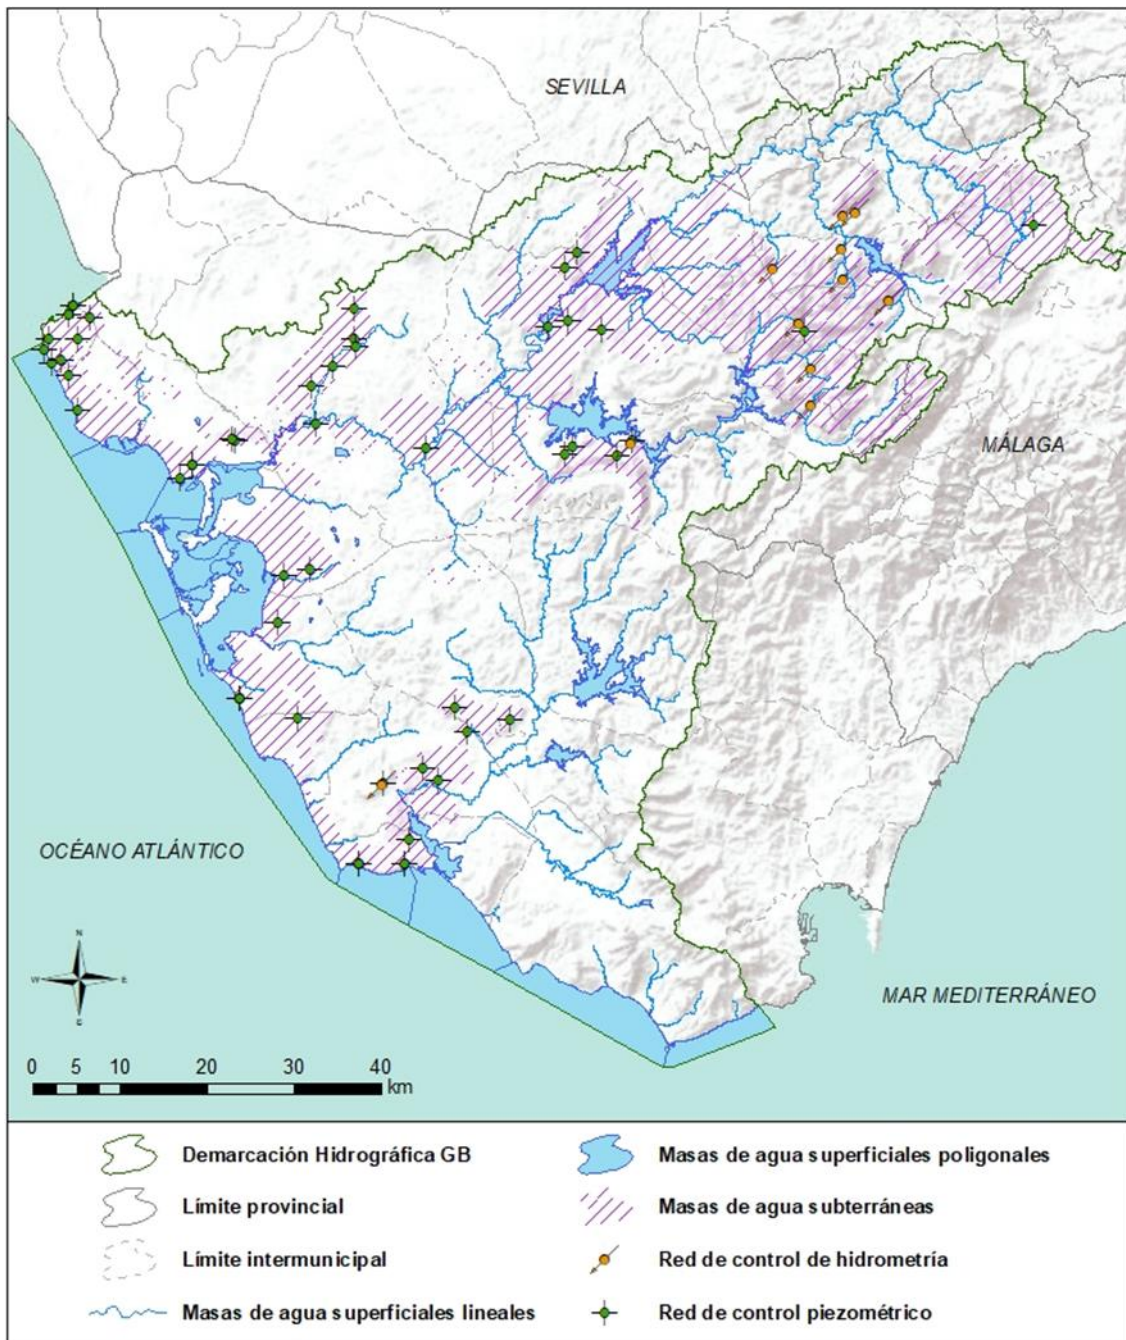 SEVILLA
MÁLAGA
OCÉANO ATLÁNTICO
MAR MEDITERRÁNEO
N
W E
S
0 5 10 20 30 40
km
Demarcación Hidrográfica GB
Masas de agua superficiales poligonales
Límite provincial
Masas de agua subterráneas
Límite intermunicipal
Red de control de hidrometría
Masas de agua superficiales lineales
Red de control piezométrico